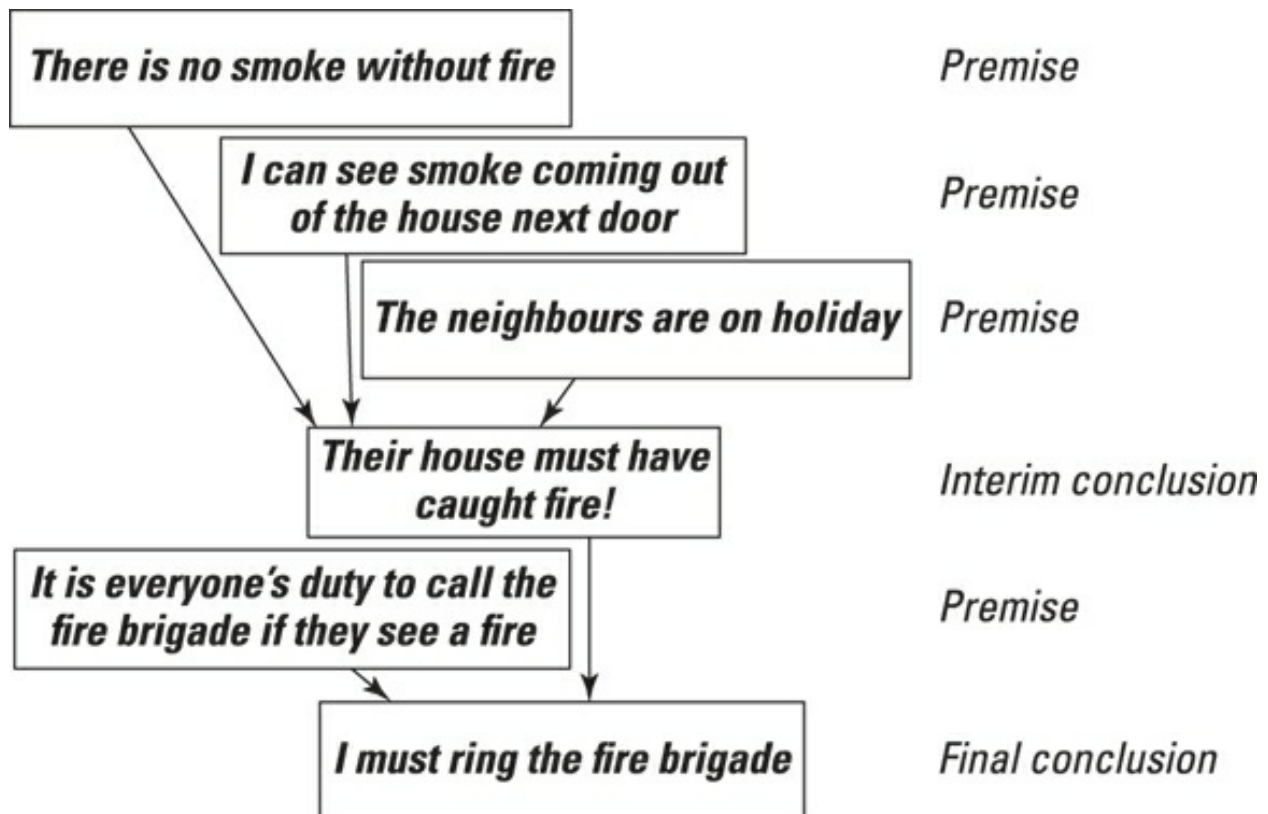 There is no smoke without fire
Premise
I can see smoke coming out
of the house next door
Premise
The neighbours are on holiday
Premise
Their house must have
caught fire!
Interim conclusion
It is everyone's duty to call the
fire brigade if they see a fire
Premise
I must ring the fire brigade
Final conclusion